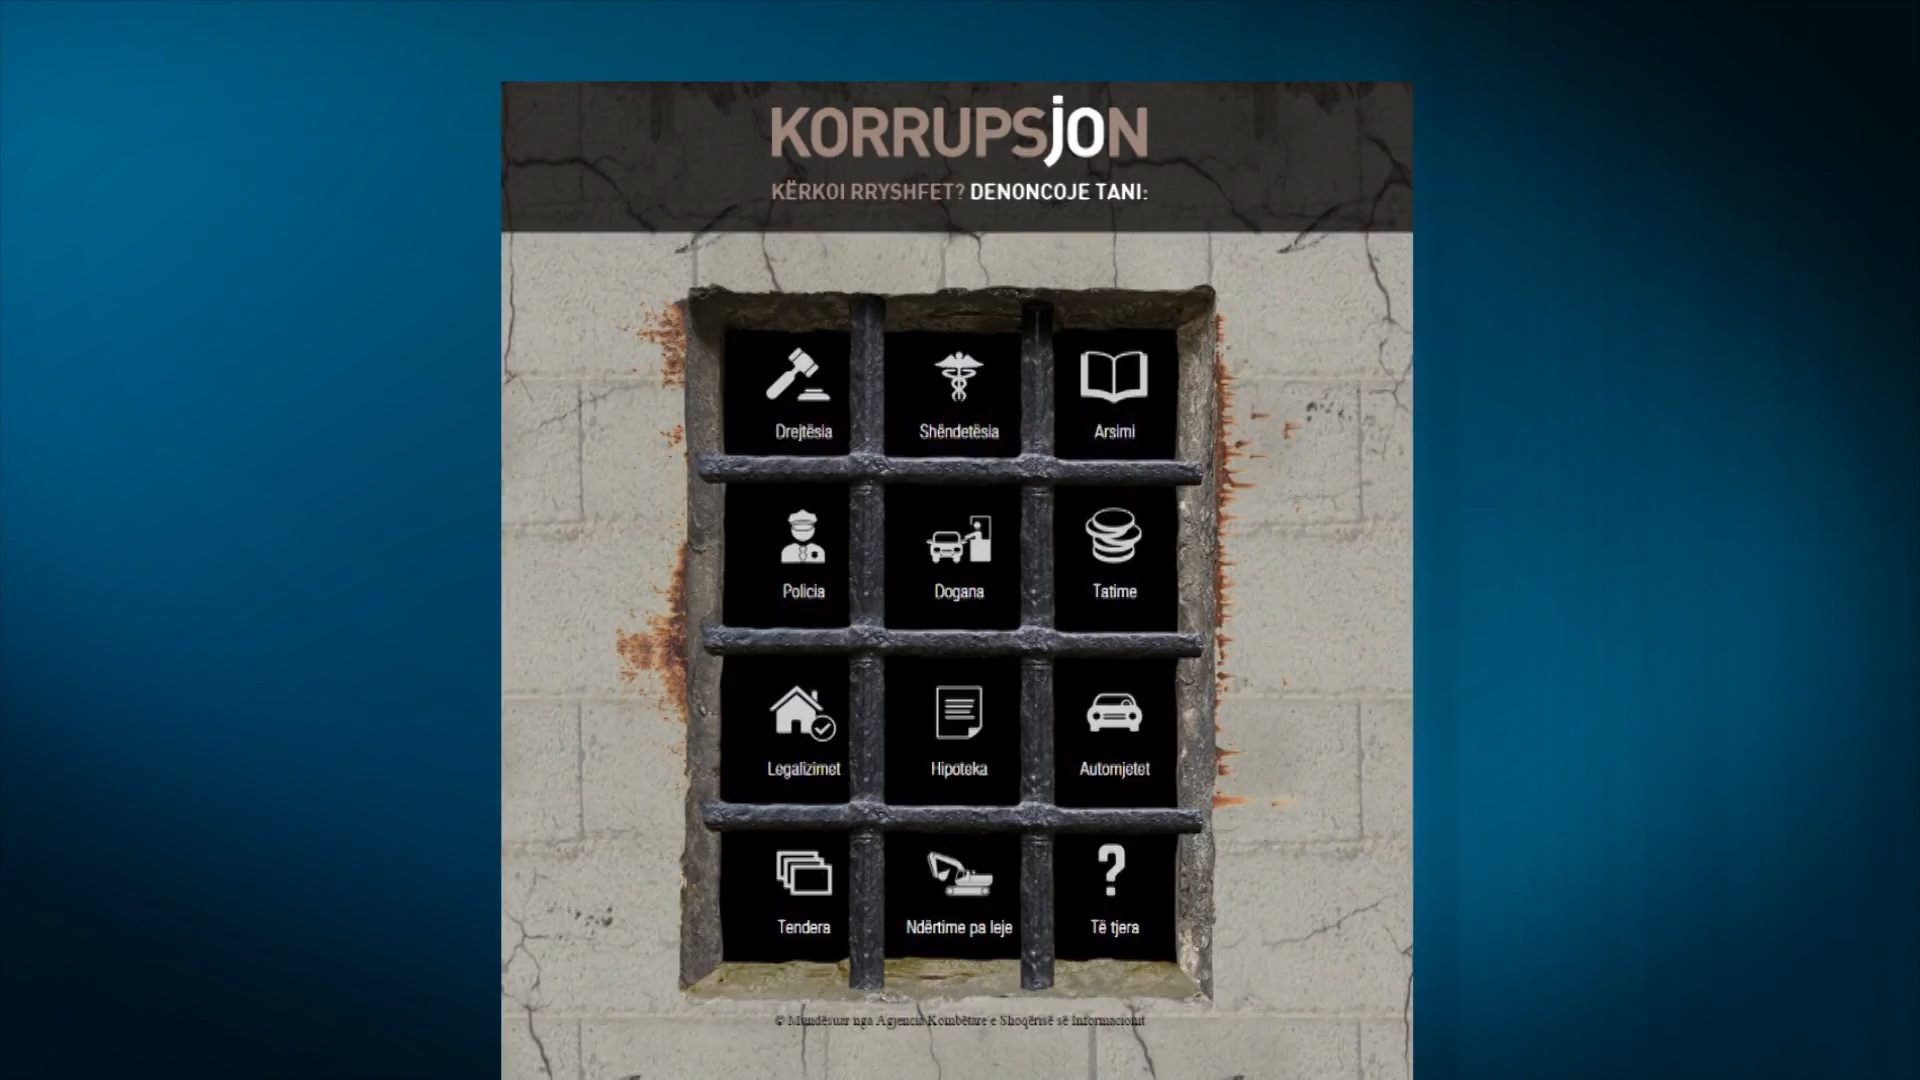 KORRUPSjON
KËRKOI RRYSHFET? DENONCOJE TANI:
Drejtësia
Shëndetësia
Arsimi
Policia
Dogana
Tatime
Legalizimet
Hipoteka
Automjetet
Tendera
Ndërtime pa leje
Të tjera
© Mundësuar nga Agjencia Kombëtare e Shoqërisë së Informacionit